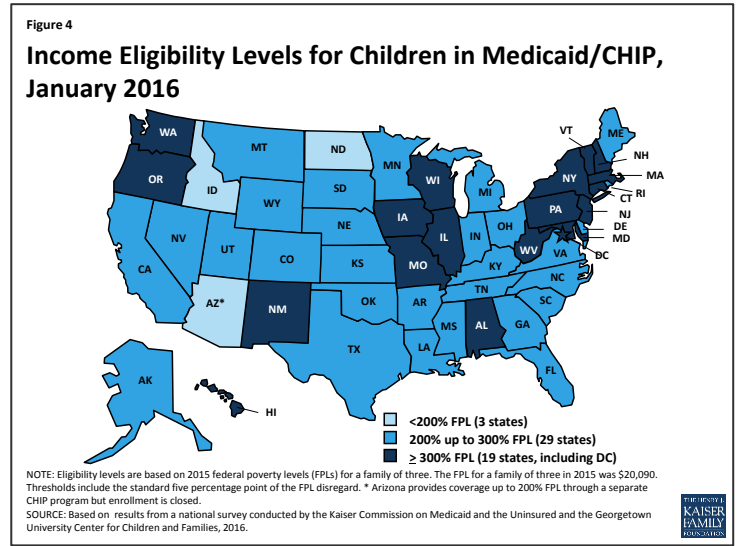 Figure 4
Income Eligibility Levels for Children in Medicaid/CHIP,
January 2016
WA
OR
MT
ID
ND
MN
SD
WY
WI
MI
VT
ME
NH
MA
NY
RI
CT
PA
NJ
DE
MD
DC
NV
UT
CA
CO
NE
IA
KS
MO
IL
IN
OH
WV
VA
KY
NC
TN
SC
AZ*
NM
OK
AR
TX
LA
MS
AL
GA
FL
AK
HI
<200% FPL (3 states)
200% up to 300% FPL (29 states)
> 300% FPL (19 states, including DC)
NOTE: Eligibility levels are based on 2015 federal poverty levels (FPLs) for a family of three. The FPL for a family of three in 2015 was $20,090.
Thresholds include the standard five percentage point of the FPL disregard. * Arizona provides coverage up to 200% FPL through a separate
CHIP program but enrollment is closed.
SOURCE: Based on results from a national survey conducted by the Kaiser Commission on Medicaid and the Uninsured and the Georgetown
University Center for Children and Families, 2016.
THE HENRY J.
KAISER
FAMILY
FOUNDATION